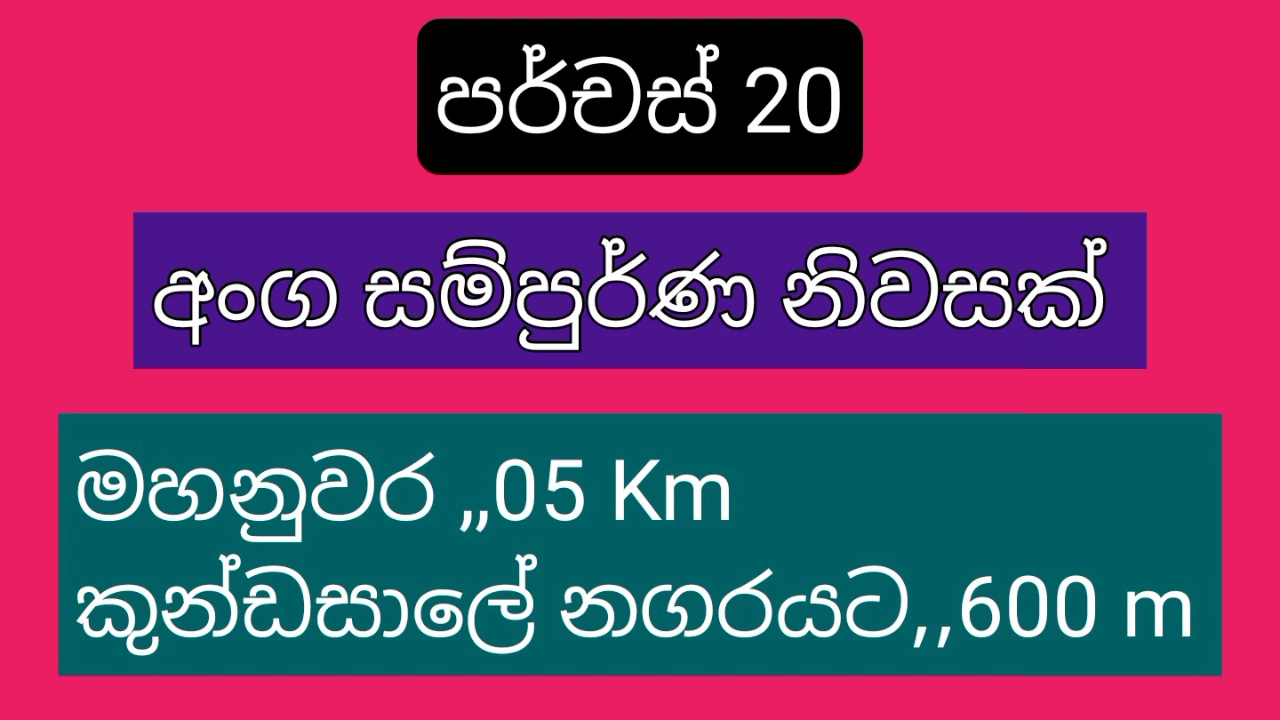 පර්චස් 20
අංග සම්පුර්ණ නිවසක්
මහනුවර ,,05 Km
කුන්ඩසාලේ නගරයට,,600 m